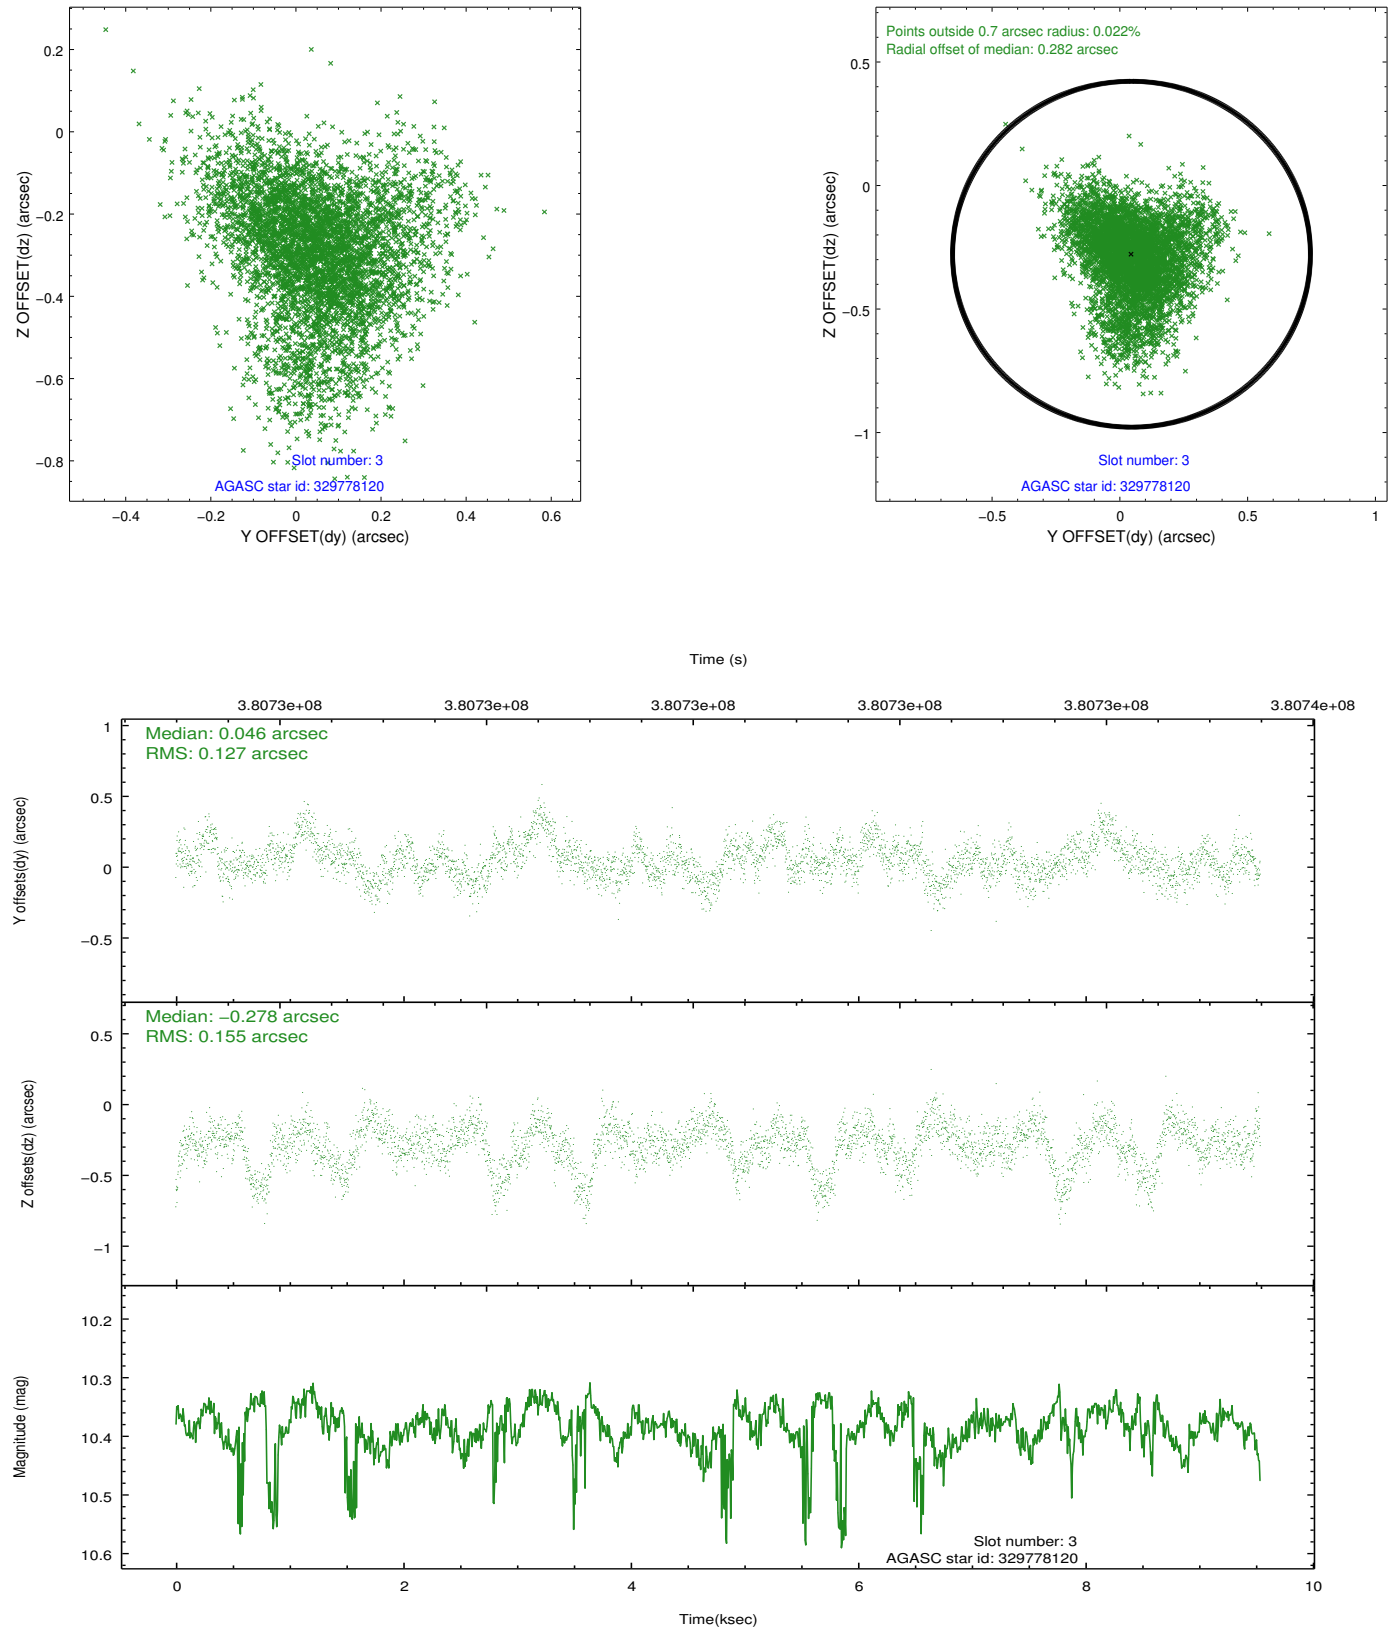 0.2
0
−0.2
−0.4
−0.6
−0.8
Z OFFSET(dz) (arcsec)
Slot number: 3
AGASC star id: 329778120
−0.4
−0.2
0
0.2
0.4
0.6
Y OFFSET(dy) (arcsec)
Points outside 0.7 arcsec radius: 0.022%
Radial offset of median: 0.282 arcsec
0.5
0
−0.5
−1
Z OFFSET(dz) (arcsec)
Slot number: 3
AGASC star id: 329778120
−0.5
0
0.5
1
Y OFFSET(dy) (arcsec)
Time (s)
3.8073e+08
3.8073e+08
3.8073e+08
3.8073e+08
3.8073e+08
3.8074e+08
Median: 0.046 arcsec
RMS: 0.127 arcsec
1
0.5
0
−0.5
Y offsets(dy) (arcsec)
Median: −0.278 arcsec
RMS: 0.155 arcsec
0.5
0
−0.5
−1
Z offsets(dz) (arcsec)
10.2
10.3
10.4
10.5
10.6
Magnitude (mag)
Slot number: 3
AGASC star id: 329778120
0
2
4
6
8
10
Time(ksec)